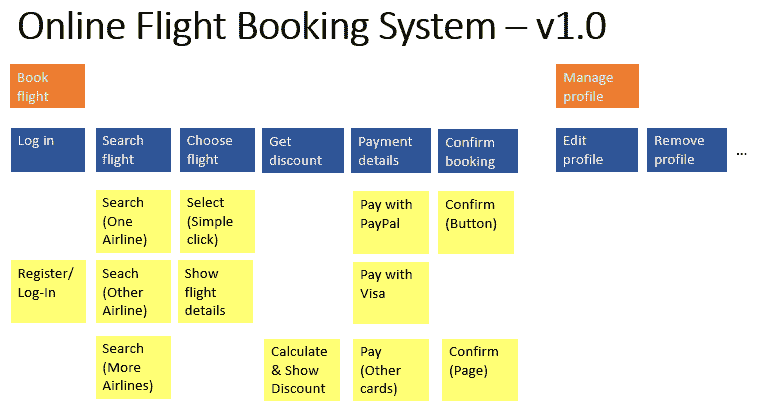 Online Flight Booking System – v1.0
Book
flight
Manage
profile
Log in
Search
flight
Choose
flight
Get
discount
Payment
details
Confirm
booking
Edit
profile
Remove
profile
...
Search
(One
Airline)
Select
(Simple
click)
Pay with
PayPal
Confirm
(Button)
Register/
Log-In
Seach
(Other
Airline)
Show
flight
details
Pay with
Visa
Search
(More
Airlines)
Calculate
& Show
Discount
Pay
(Other
cards)
Confirm
(Page)